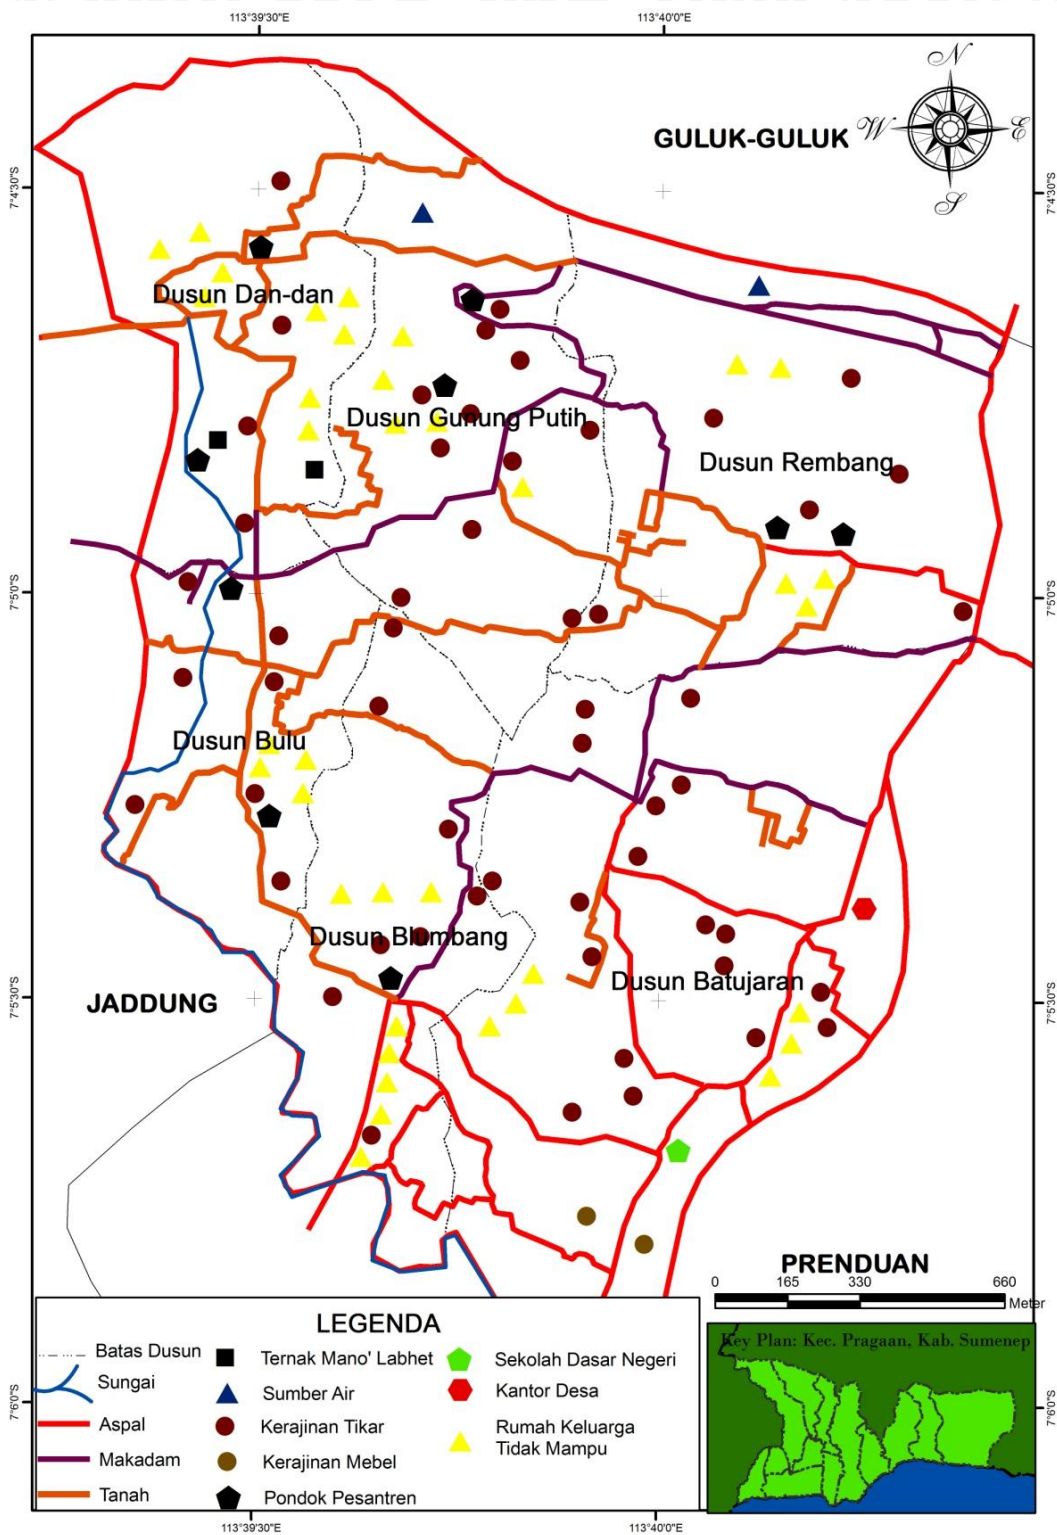 113°39'30"E
113°40'0"E
N
W
E
S
GULUK-GULUK
7°4'30"S
7°4'30"S
Dusun Dan-dan
Dusun Gunung Putih
Dusun Rembang
7°5'0"S
7°5'0"S
Dusun Bulu
Dusun Blumbang
Dusun Batujaran
JADDUNG
7°5'30"S
7°5'30"S
PRENDUAN
0 165 330 660
Meter
LEGENDA
Batas Dusun
Sungai
Aspal
Makadam
Tanah
Ternak Mano' Labhet
Sumber Air
Kerajinan Tikar
Kerajinan Mebel
Pondok Pesantren
Sekolah Dasar Negeri
Kantor Desa
Rumah Keluarga
Tidak Mampu
Key Plan: Kec. Pragaan, Kab. Sumenep
7°6'0"S
7°6'0"S
113°39'30"E
113°40'0"E